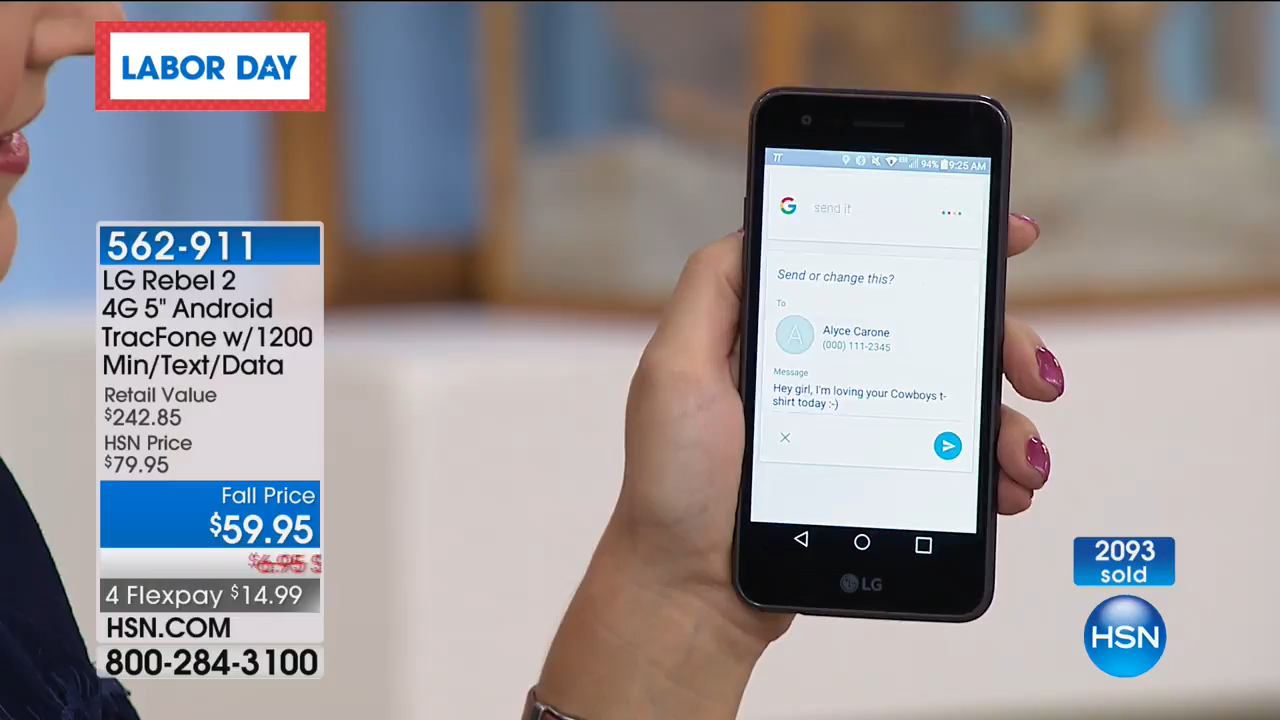 LABOR DAY
562-911
LG Rebel 2
4G 5" Android
TracFone w/1200
Min/Text/Data
Retail Value
$242.85
HSN Price
$79.95
Fall Price
$59.95
$6.95 S
4 Flexpay $14.99
HSN.COM
800-284-3100
94% 9:25 AM
G send it
Send or change this?
To
A
Alyce Carone
(000) 111-2345
Message
Hey girl, I'm loving your Cowboys t-
shirt today :-)
LG
2093
sold
HSN